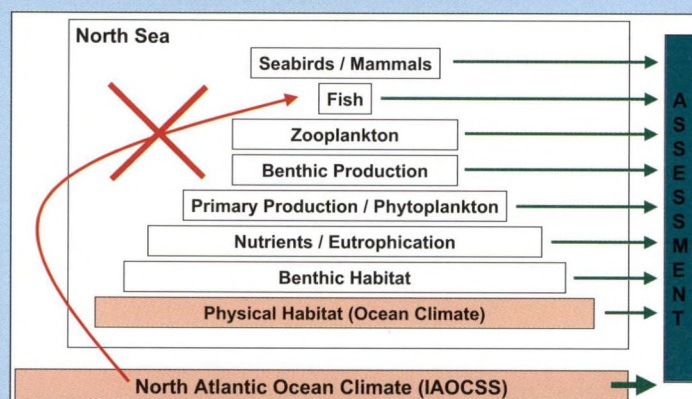 North Sea
Seabirds / Mammals
Fish
Zooplankton
Benthic Production
Primary Production / Phytoplankton
Nutrients / Eutrophication
Benthic Habitat
Physical Habitat (Ocean Climate)
North Atlantic Ocean Climate (IAOCSS)
A
S
S
E
S
S
M
E
N
T